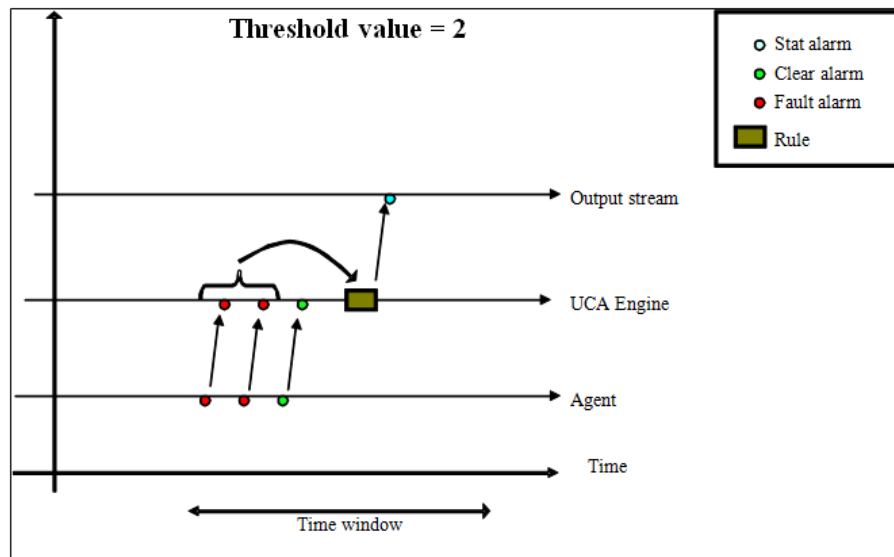 Threshold value = 2
Stat alarm
Clear alarm
Fault alarm
Rule
Output stream
UCA Engine
Agent
Time
Time window